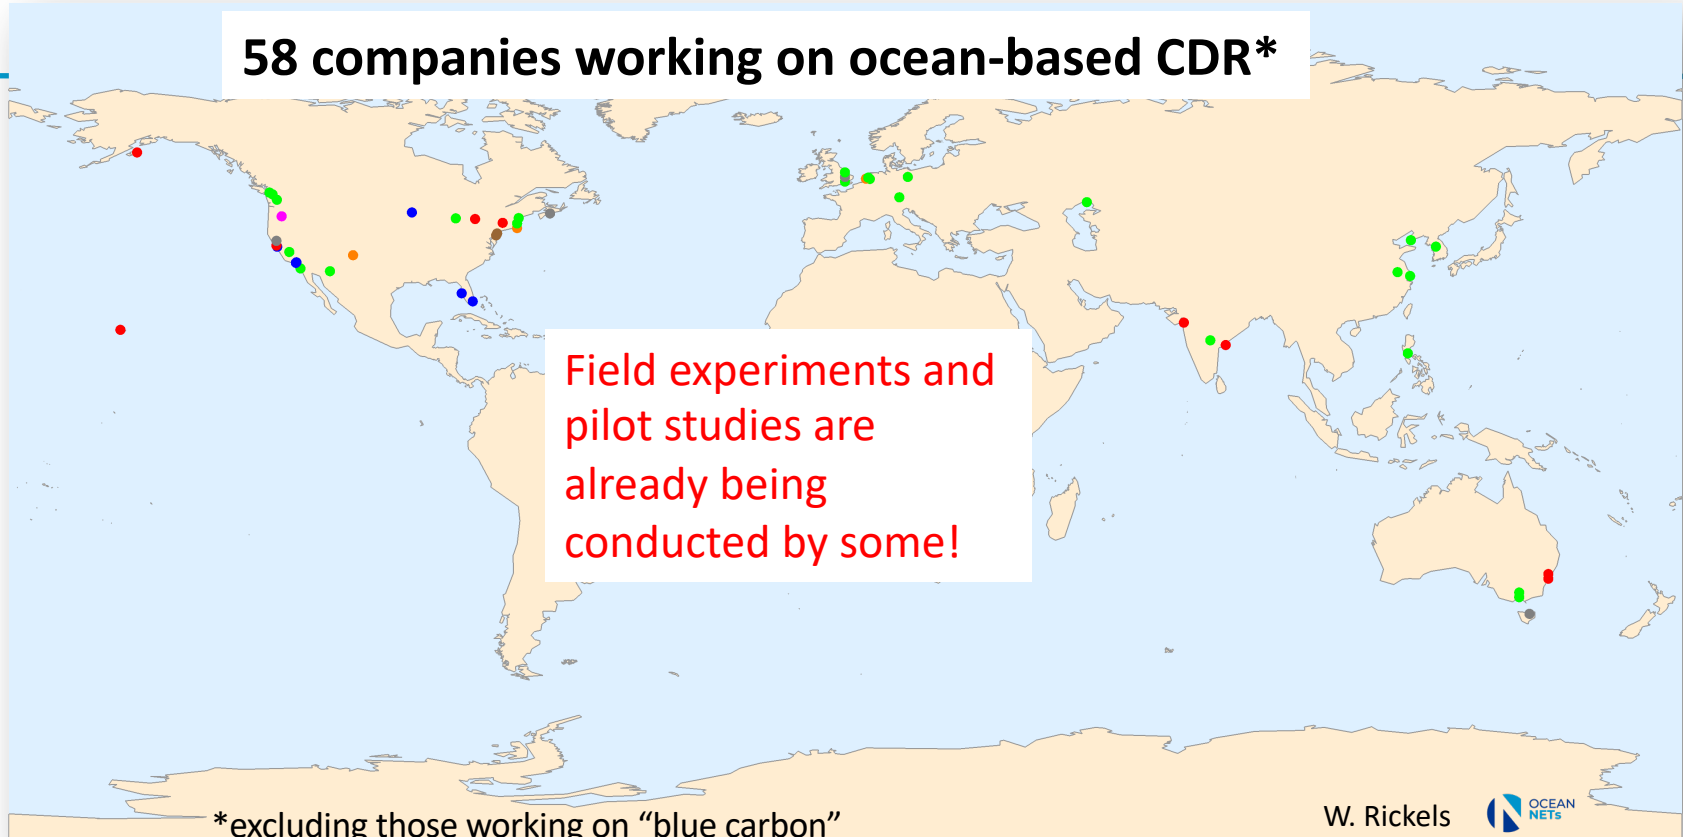 58 companies working on ocean-based CDR*
Field experiments and
pilot studies are
already being
conducted by some!
*excluding those working on “blue carbon”
W. Rickels
OCEAN
NETs